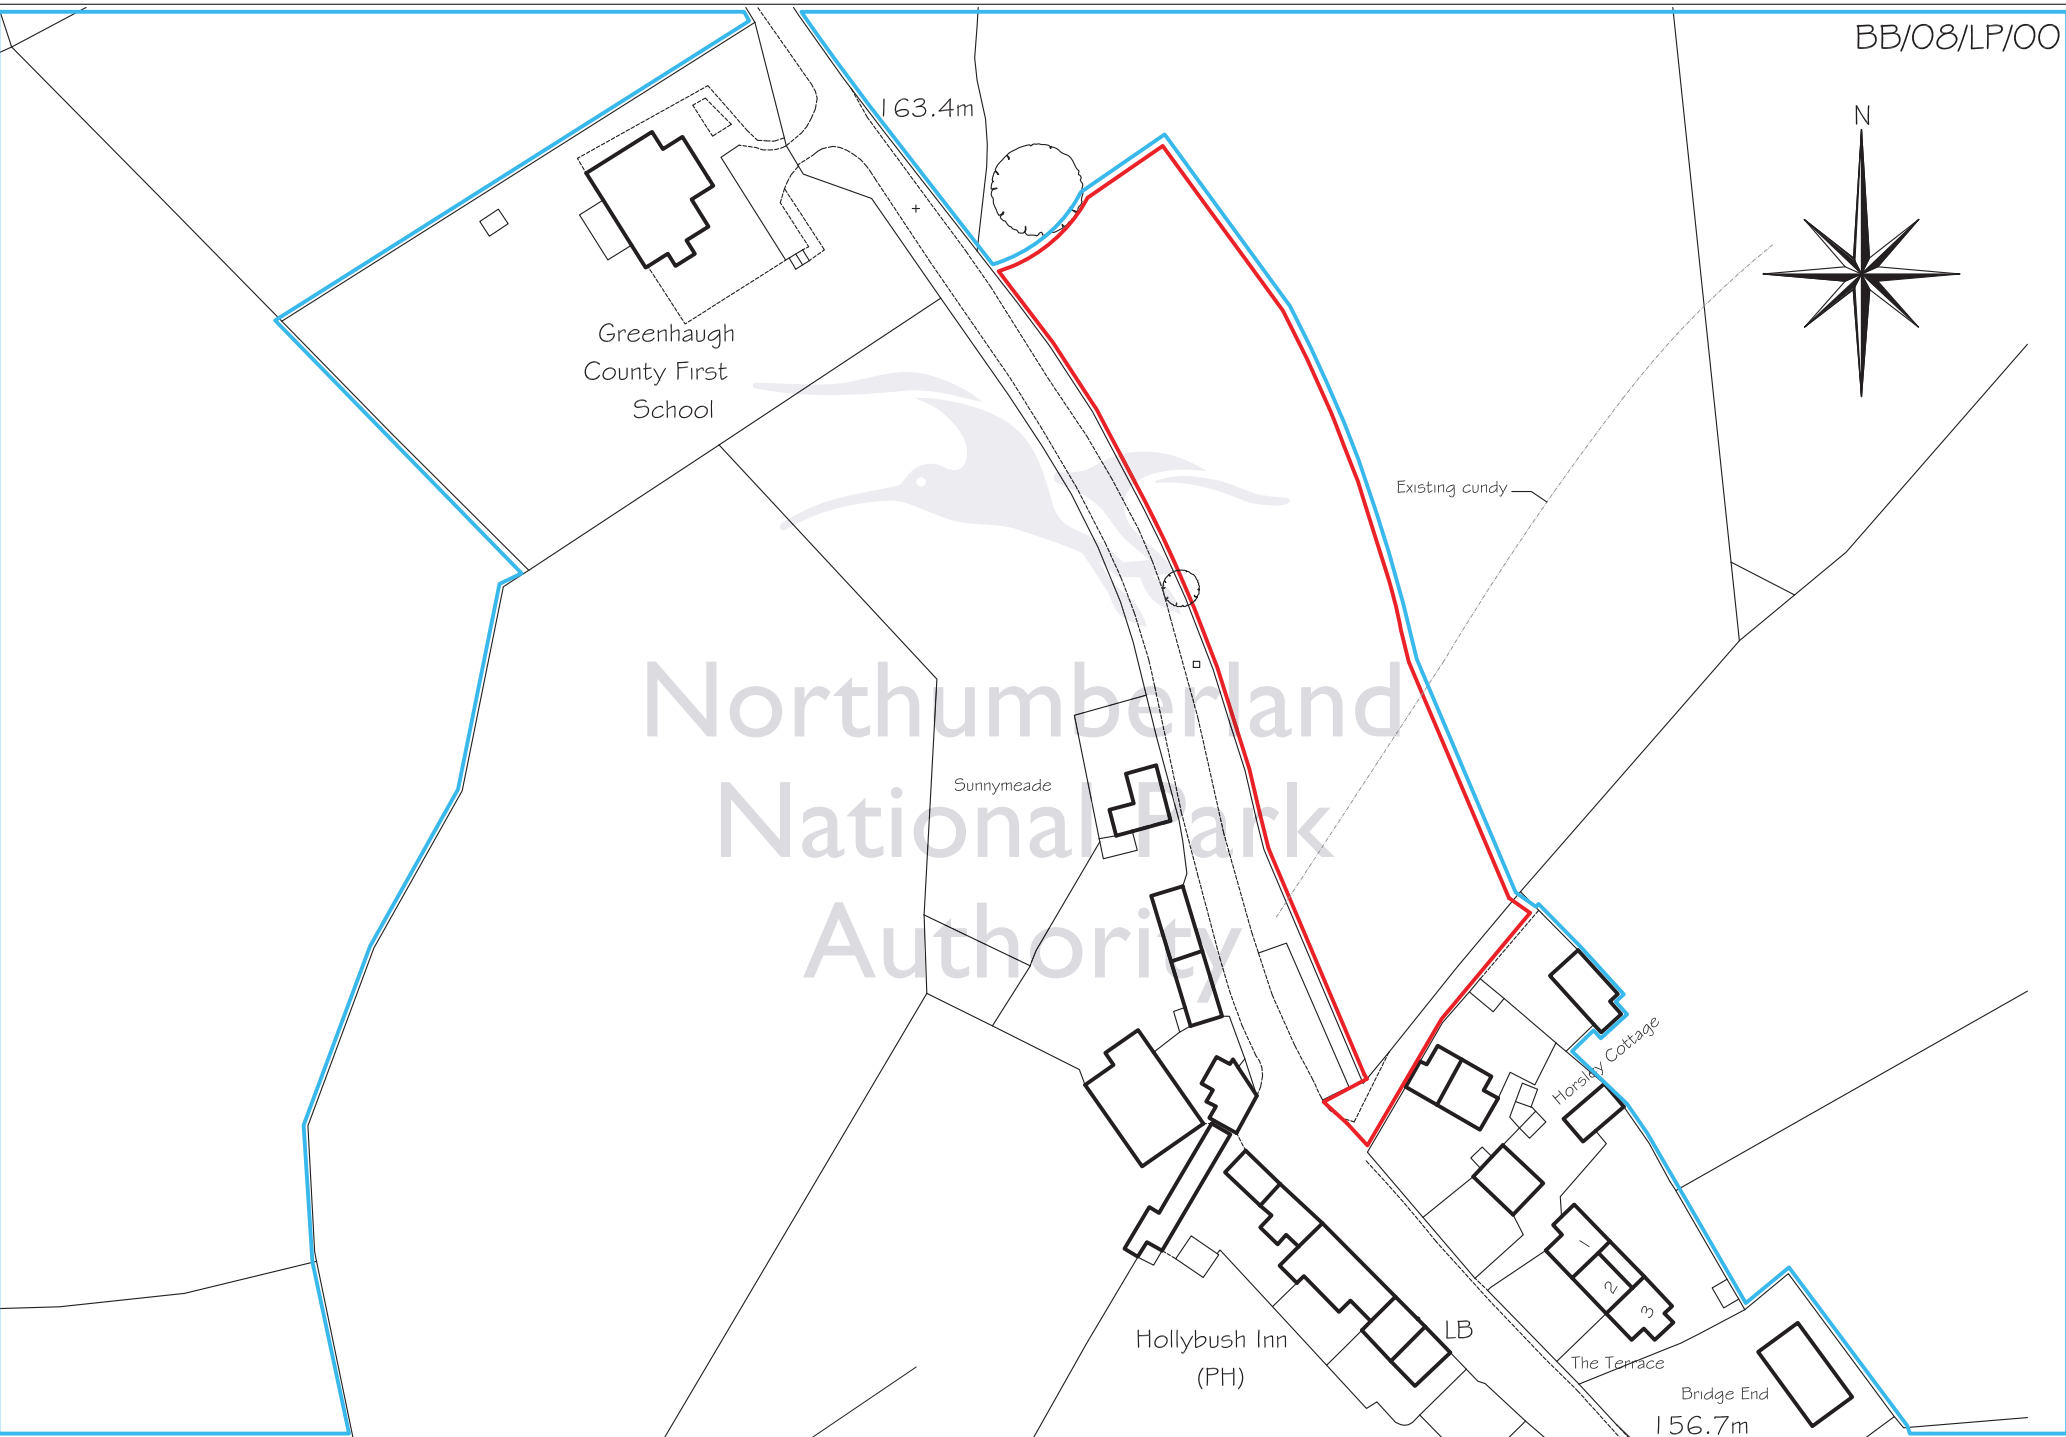 BB/08/LP/00
163.4m
N
Greenhaugh
County First
School
Existing cundy
Northumberland
National Park
Authority
Sunnymeade
Horsley Cottage
1
2
3
Hollybush Inn
(PH)
LB
The Terrace
Bridge End
156.7m